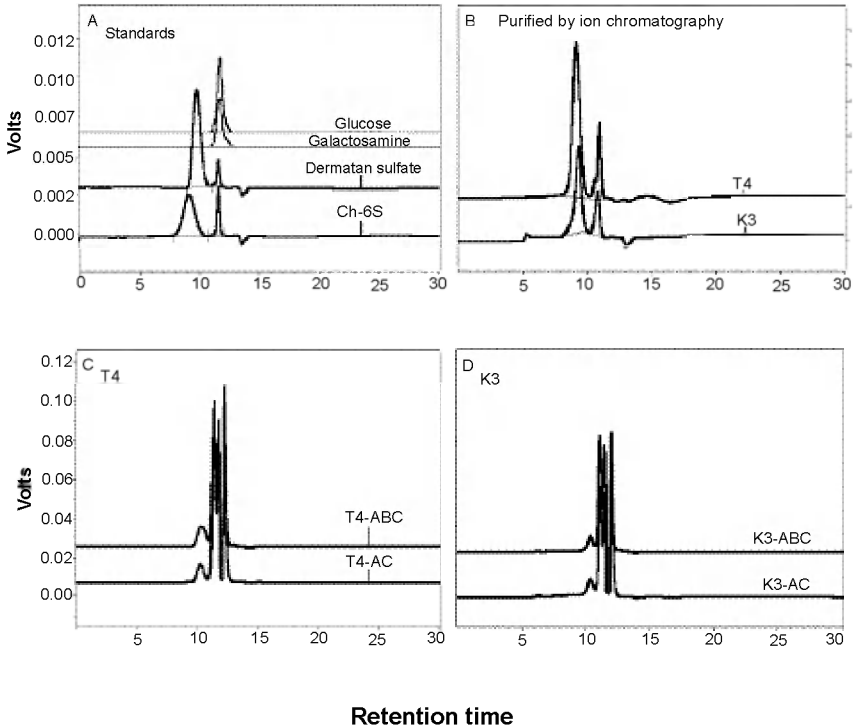 A
Standards
0.012
0.010
0.007
0.005
0.002
0.000
Volts
Glucose
Galactosamine
Dermatan sulfate
Ch-6S
0 5 10 15 20 25 30
B Purified by ion chromatography
T4
K3
0 5 10 15 20 25 30
C
T4
0.12
0.10
0.08
0.06
0.04
0.02
0.00
Volts
T4-ABC
T4-AC
5 10 15 20 25 30
D
K3
K3-ABC
K3-AC
5 10 15 20 25 30
Retention time